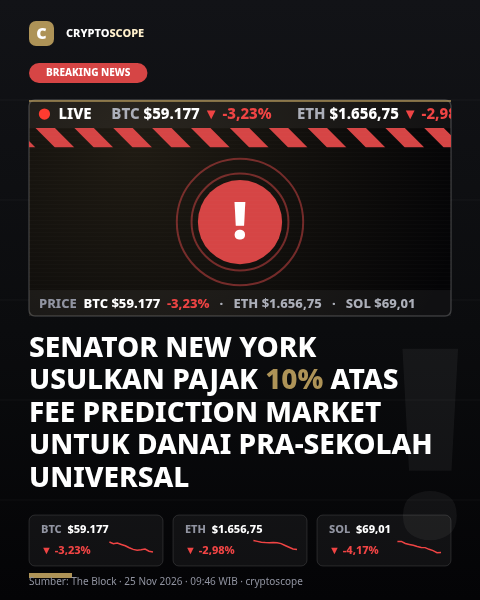 C CRYPTOSCOPE
BREAKING NEWS
LIVE BTC $59.177 ▼ -3,23% ETH $1.656,75 ▼ -2,98
!
PRICE BTC $59.177 -3,23% · ETH $1.656,75 · SOL $69,01
SENATOR NEW YORK
USULKAN PAJAK 10% ATAS
FEE PREDICTION MARKET
UNTUK DANAI PRA-SEKOLAH
UNIVERSAL
!
BTC $59.177
▼ -3,23%
ETH $1.656,75
▼ -2,98%
SOL $69,01
▼ -4,17%
Sumber: The Block · 25 Nov 2026 · 09:46 WIB · cryptoscope